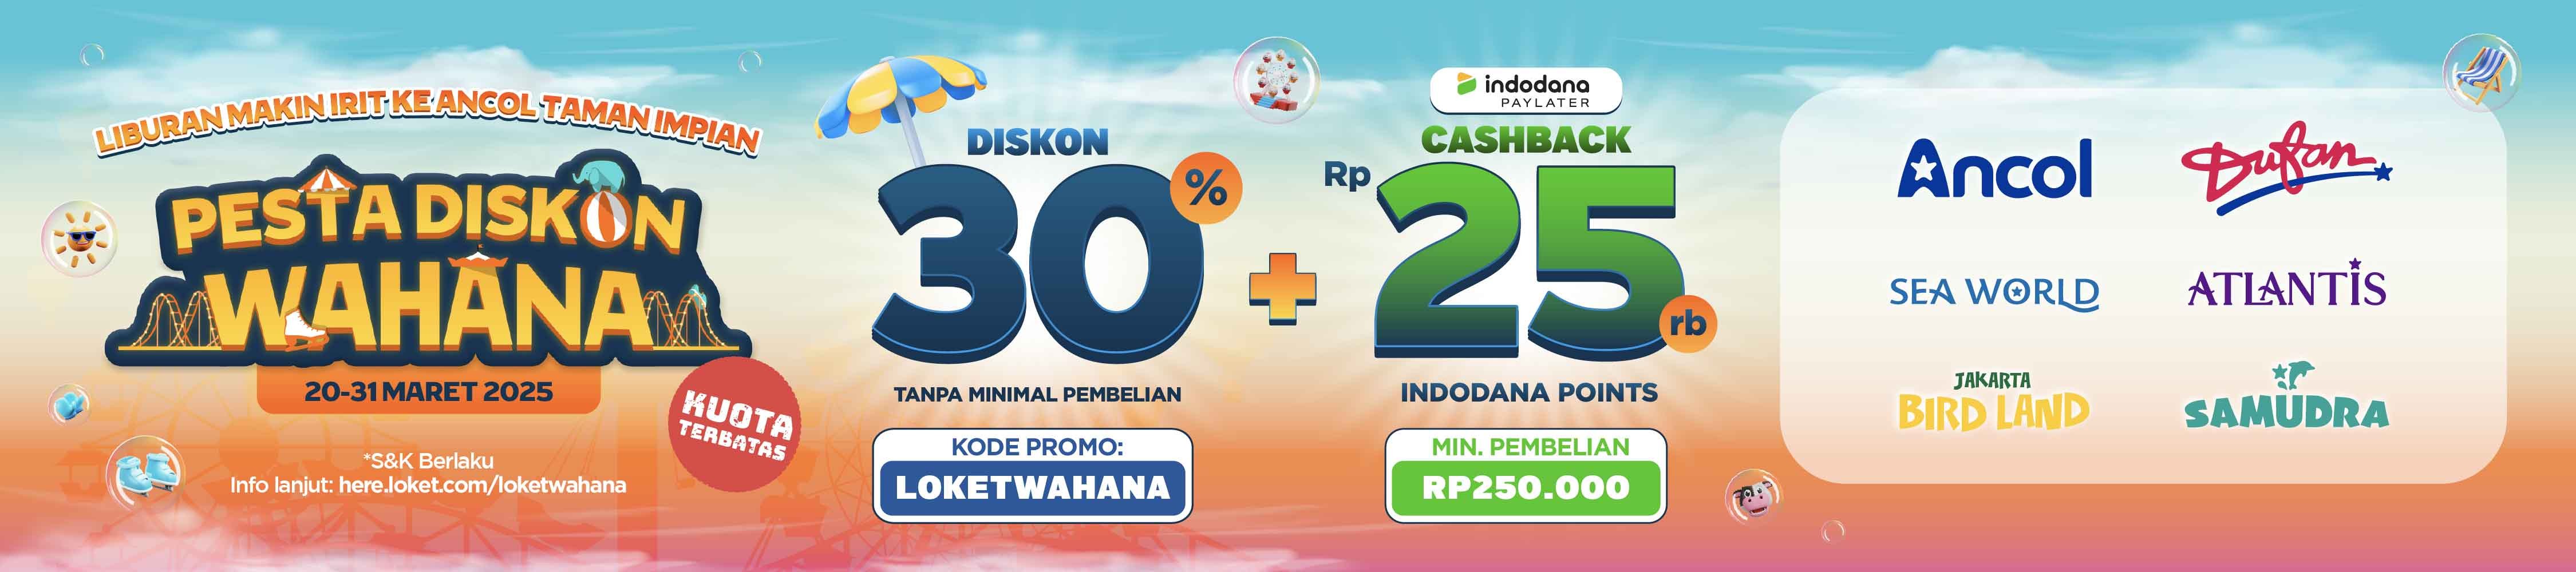 LIBURAN MAKIN IRIT KE ANCOL TAMAN IMPIAN
PESTA DISKON
WAHANA
20-31 MARET 2025
KUOTA
TERBATAS
*S&K Berlaku
Info lanjut: here.loket.com/loketwahana
DISKON
30%
TANPA MINIMAL PEMBELIAN
KODE PROMO:
LOKETWAHANA
+
indodana
PAYLATER
CASHBACK
Rp 25 rb
INDODANA POINTS
MIN. PEMBELIAN
RP250.000
Ancol
Dufan
SEA WORLD
ATLANTIS
JAKARTA
BIRD LAND
SAMUDRA